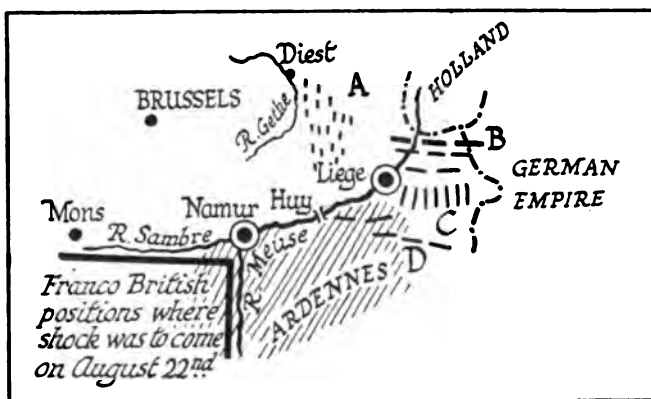 Diest
A
HOLLAND
BRUSSELS
R. Gethe
B
Liege
GERMAN
EMPIRE
Mons
Namur
Huy
C
R. Sambre
R. Meuse
D
ARDENNES
Franco British
positions where
shock was to come
on August 22nd